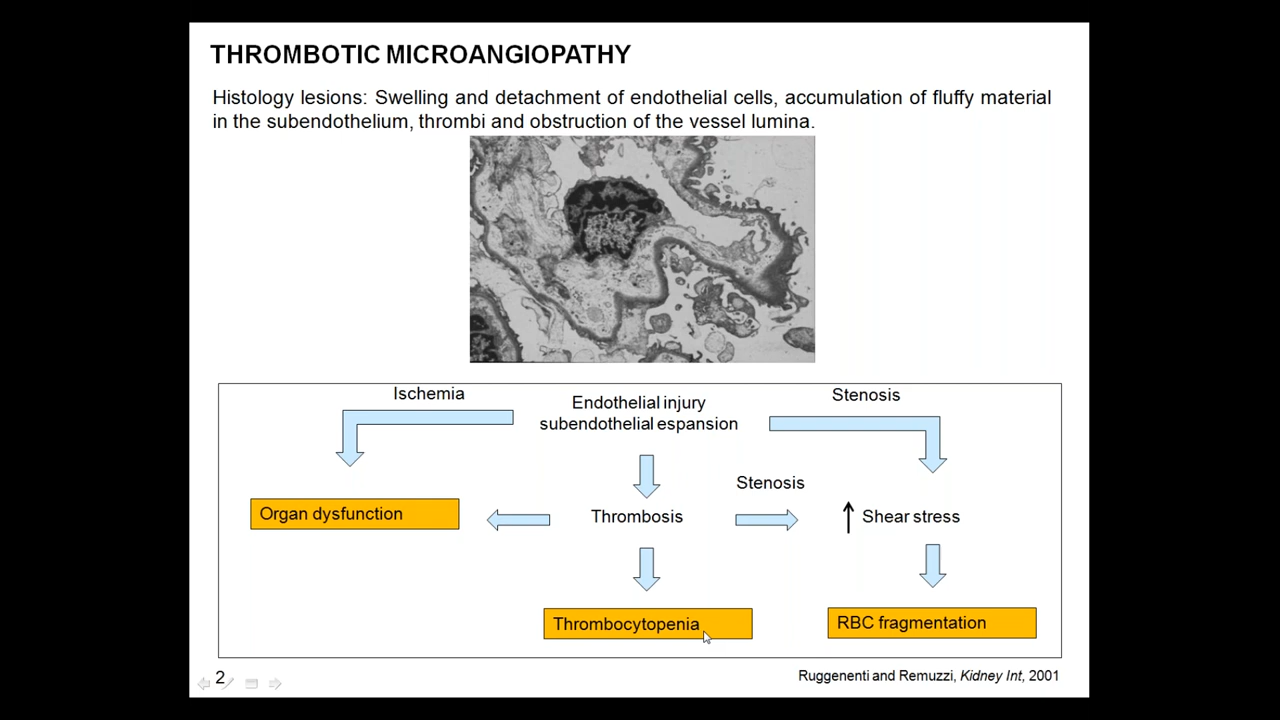 THROMBOTIC MICROANGIOPATHY
Histology lesions: Swelling and detachment of endothelial cells, accumulation of fluffy material
in the subendothelium, thrombi and obstruction of the vessel lumina.
Ischemia
Endothelial injury
subendothelial espansion
Stenosis
Stenosis
Organ dysfunction
Thrombosis
Shear stress
Thrombocytopenia
RBC fragmentation
2
Ruggenenti and Remuzzi, Kidney Int, 2001